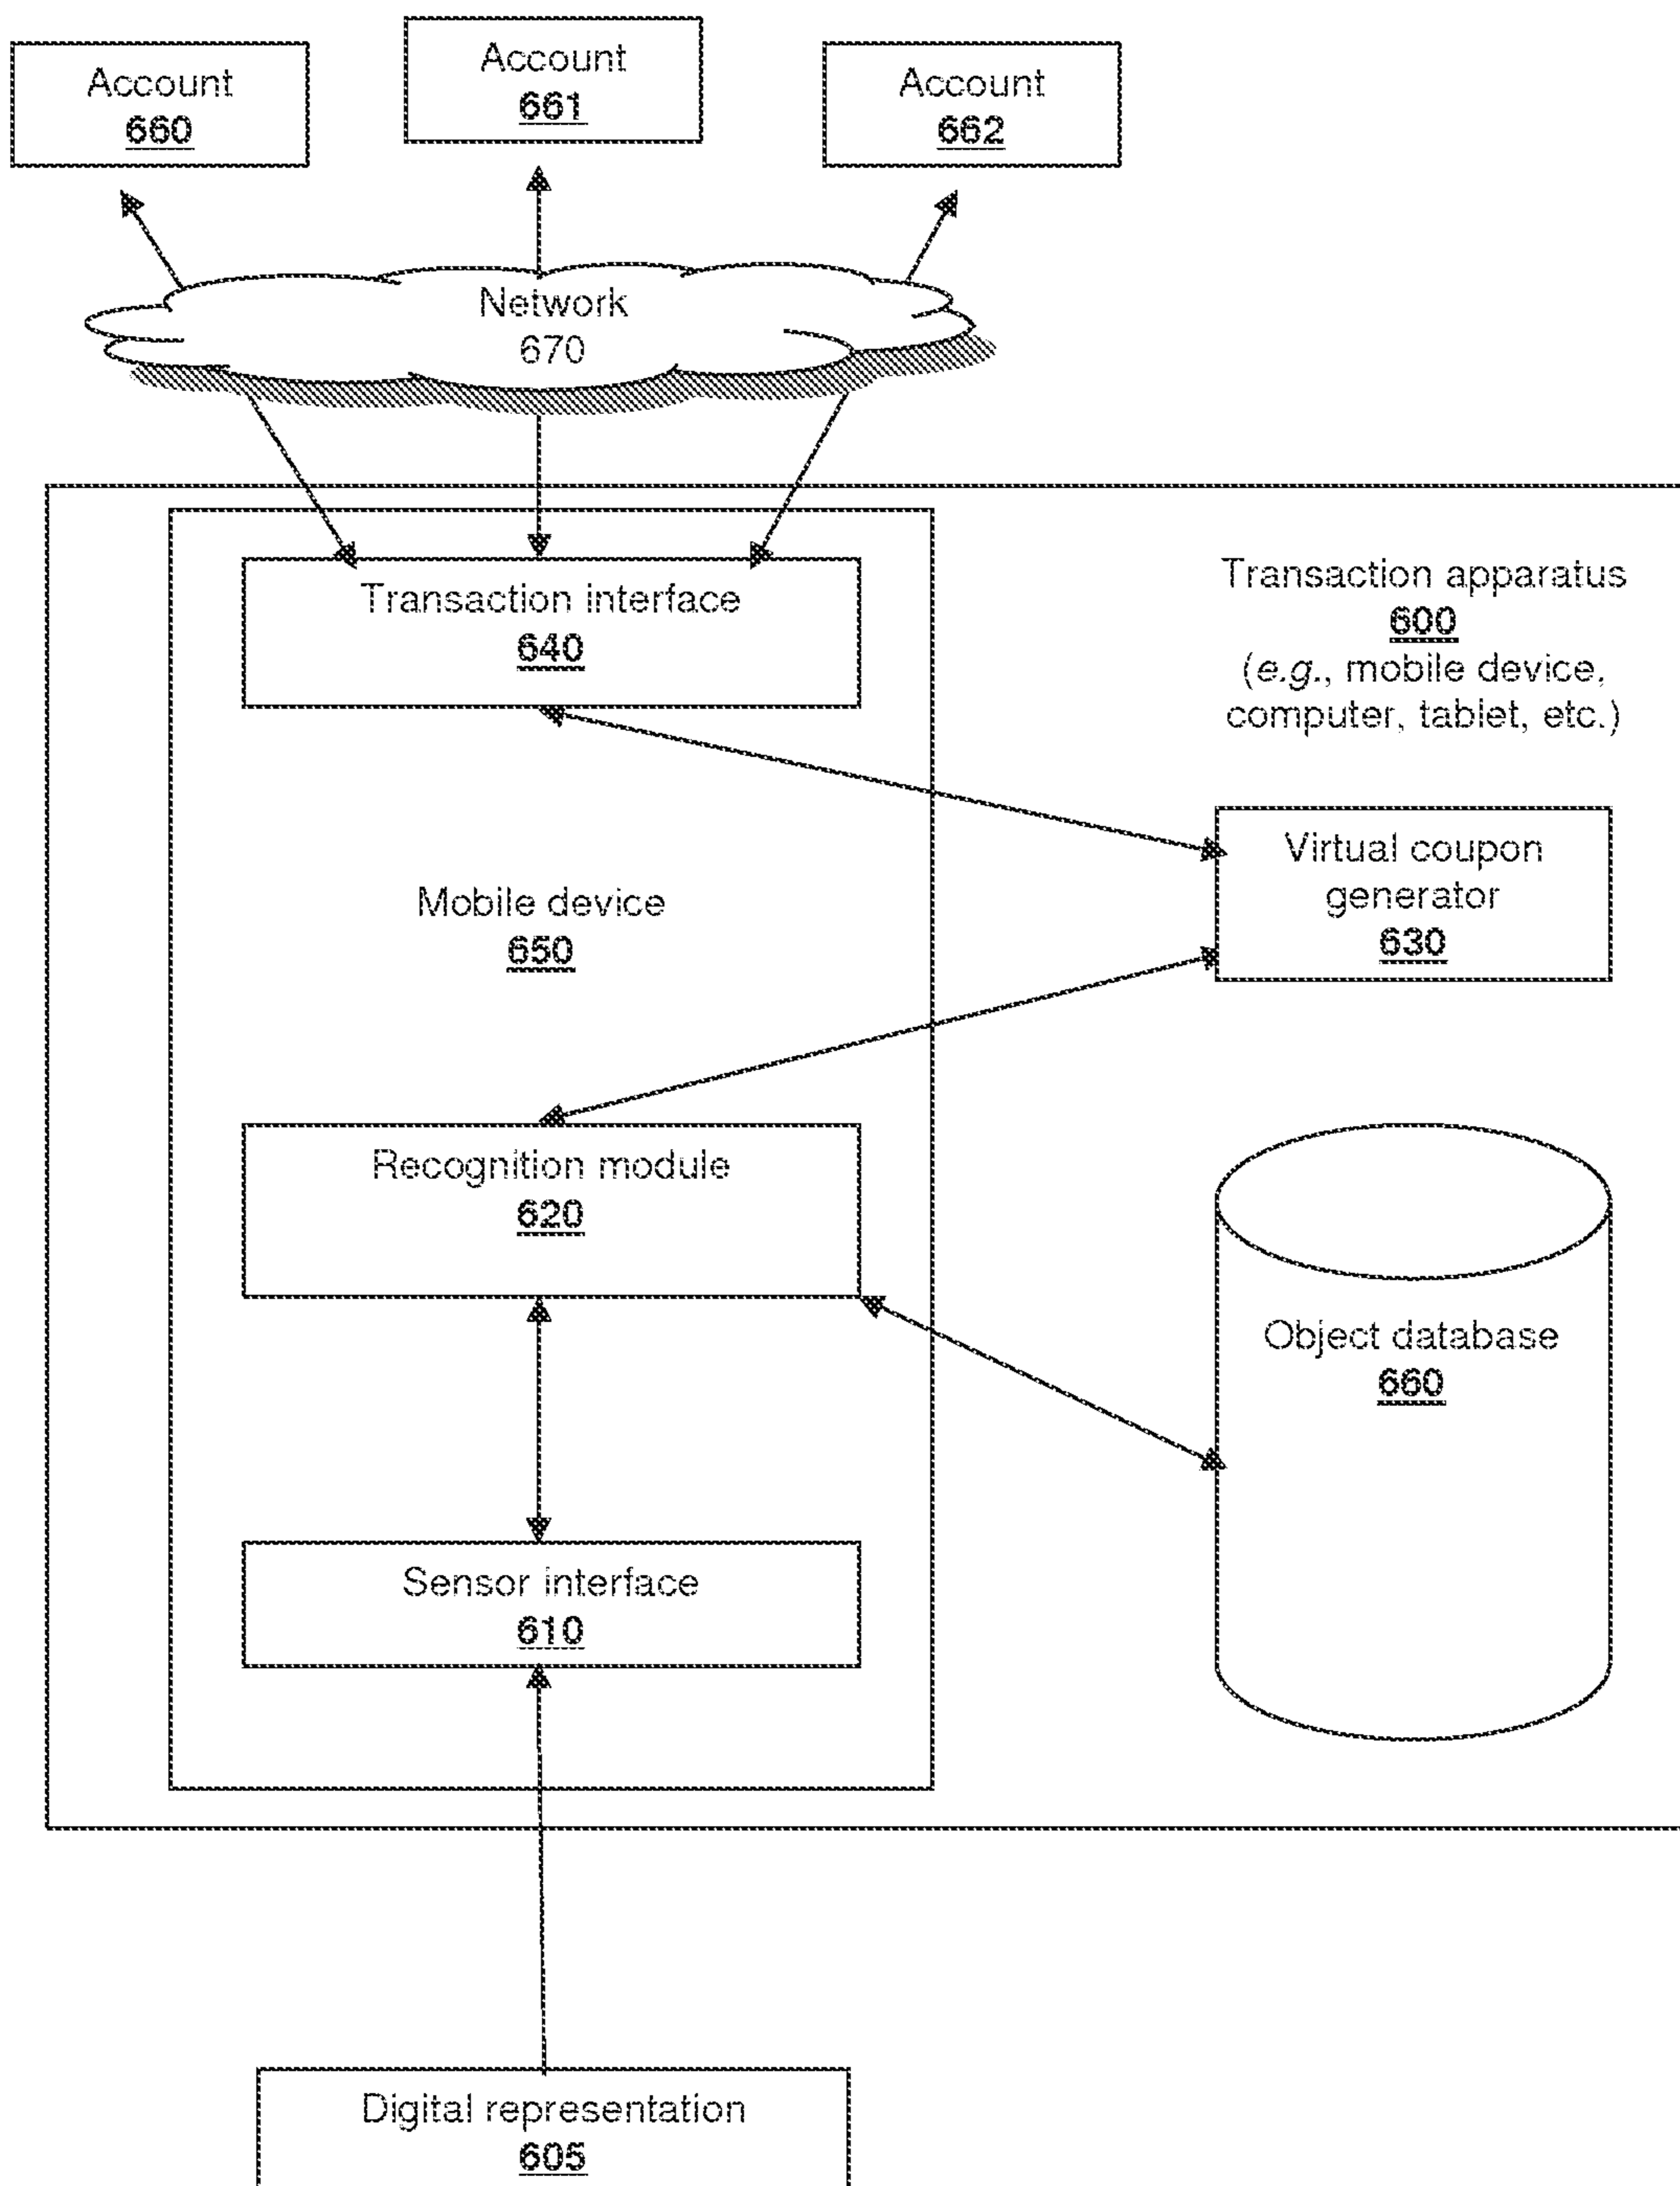 Account
660
Account
661
Account
662
Network
670
Transaction interface
640
Transaction apparatus
600
(e.g., mobile device,
computer, tablet, etc.)
Virtual coupon
generator
630
Mobile device
650
Recognition module
620
Object database
660
Sensor interface
610
Digital representation
605